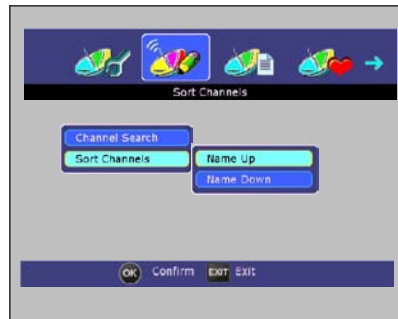 Sort Channels
Channel Search
Sort Channels
Name Up
Name Down
OK Confirm EXIT Exit